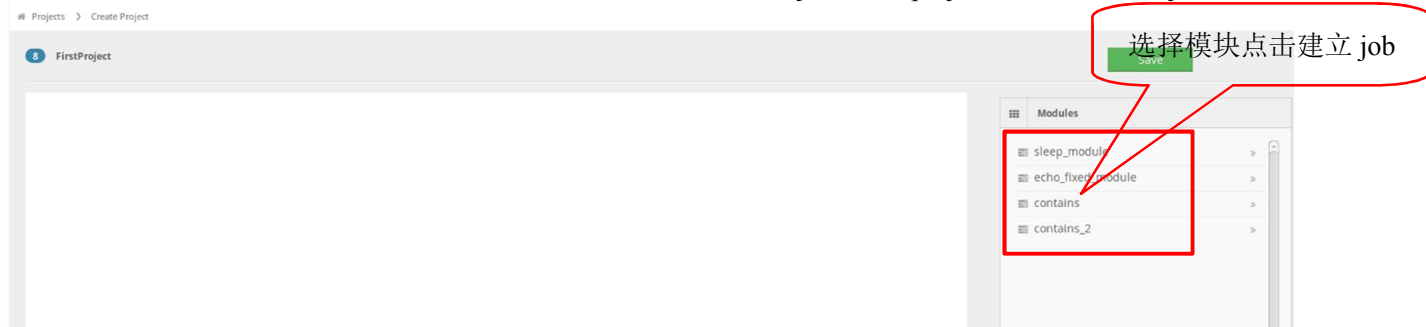 Projects > Create Project
选择模块点击建立 job
8 FirstProject
Save
Modules
sleep_module
echo_fixed_module
contains
contains_2